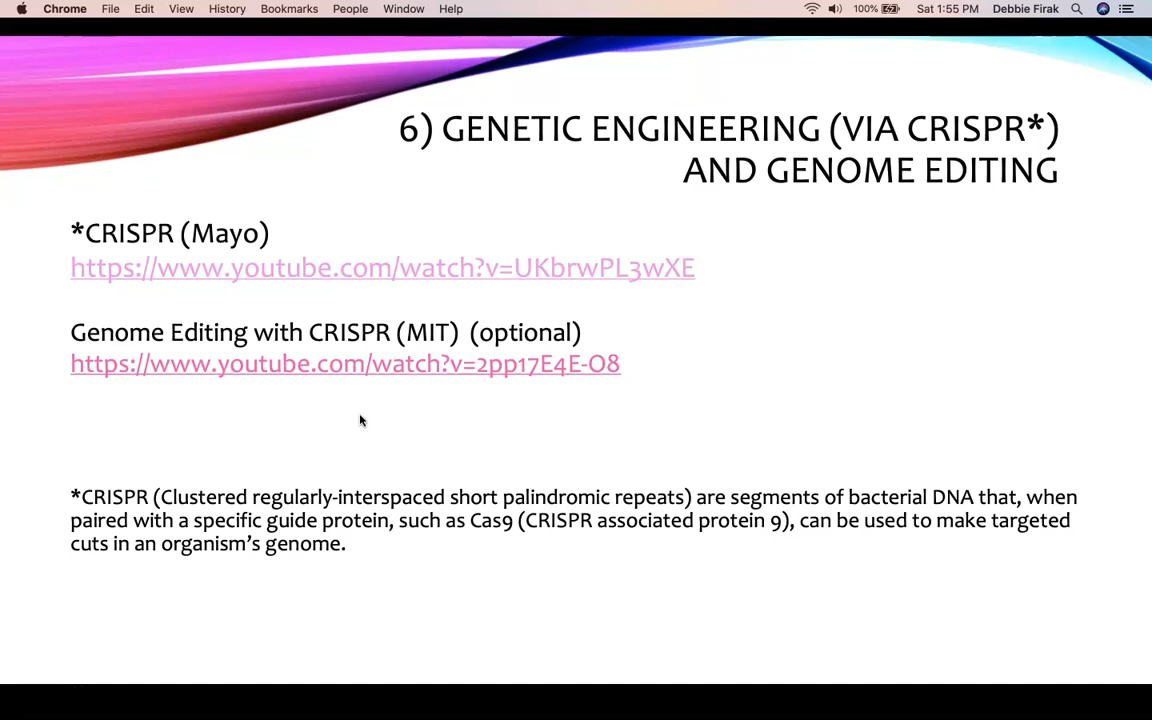 Chrome File Edit View History Bookmarks People Window Help 100% Sat 1:55 PM Debbie Firak
6) GENETIC ENGINEERING (VIA CRISPR*)
AND GENOME EDITING
*CRISPR (Mayo)
https://www.youtube.com/watch?v=UKbrwPL3wXE
Genome Editing with CRISPR (MIT) (optional)
https://www.youtube.com/watch?v=2pp17E4E-O8
*CRISPR (Clustered regularly-interspaced short palindromic repeats) are segments of bacterial DNA that, when
paired with a specific guide protein, such as Cas9 (CRISPR associated protein 9), can be used to make targeted
cuts in an organism's genome.